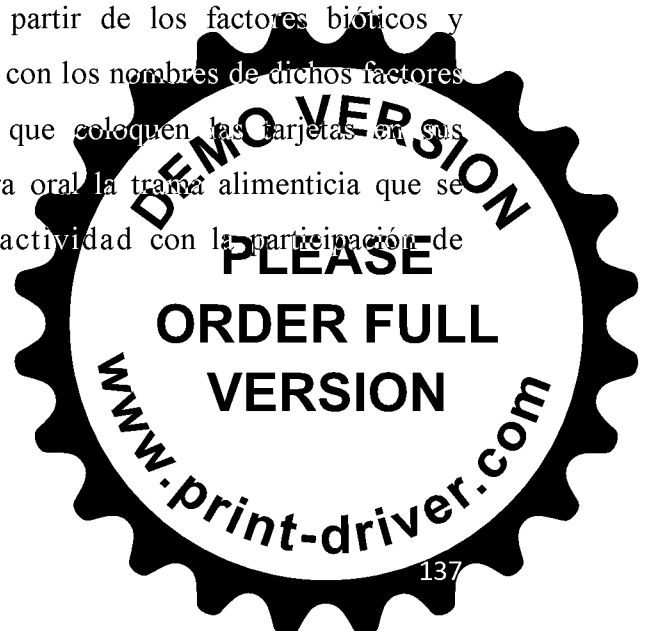 partir de los factores bióticos y
con los nombres de dichos factores
que coloquen las tarjetas en sus
a oral la trama alimenticia que se
actividad con la participación de
DEMO VERSION
PLEASE
ORDER FULL
VERSION
www.print-driver.com
137